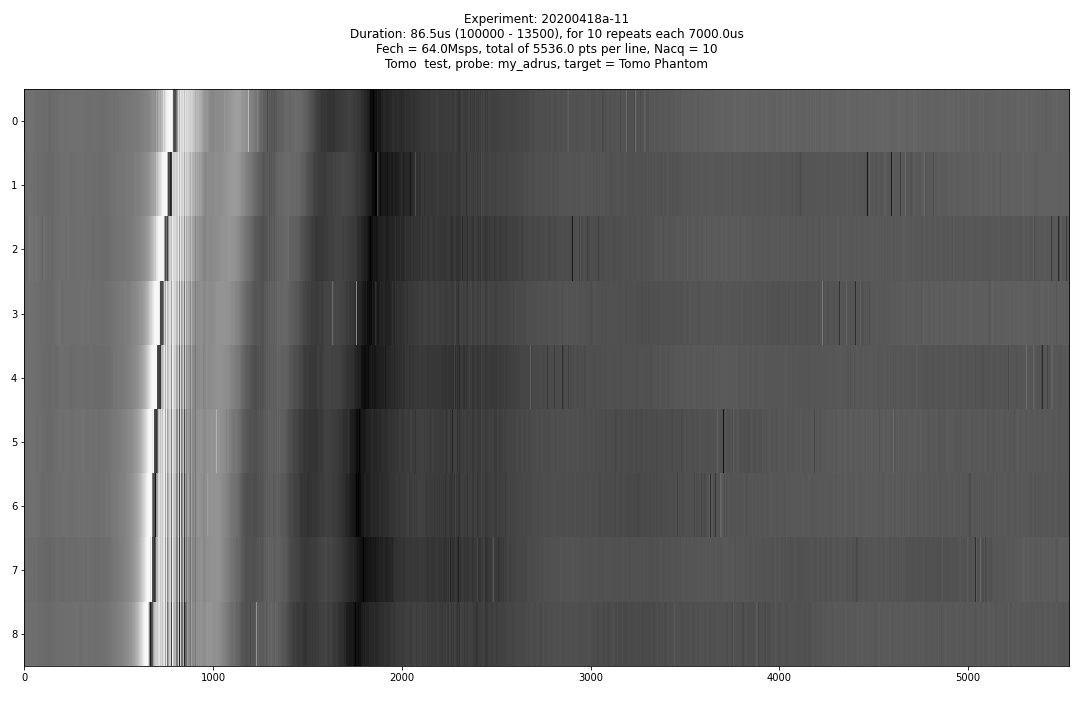 Experiment: 20200418a-11
Duration: 86.5us (100000 - 13500), for 10 repeats each 7000.0us
Fech = 64.0Msps, total of 5536.0 pts per line, Nacq = 10
Tomo  test, probe: my_adrus, target = Tomo Phantom
0
1
2
3
4
5
6
7
8
0 1000 2000 3000 4000 5000